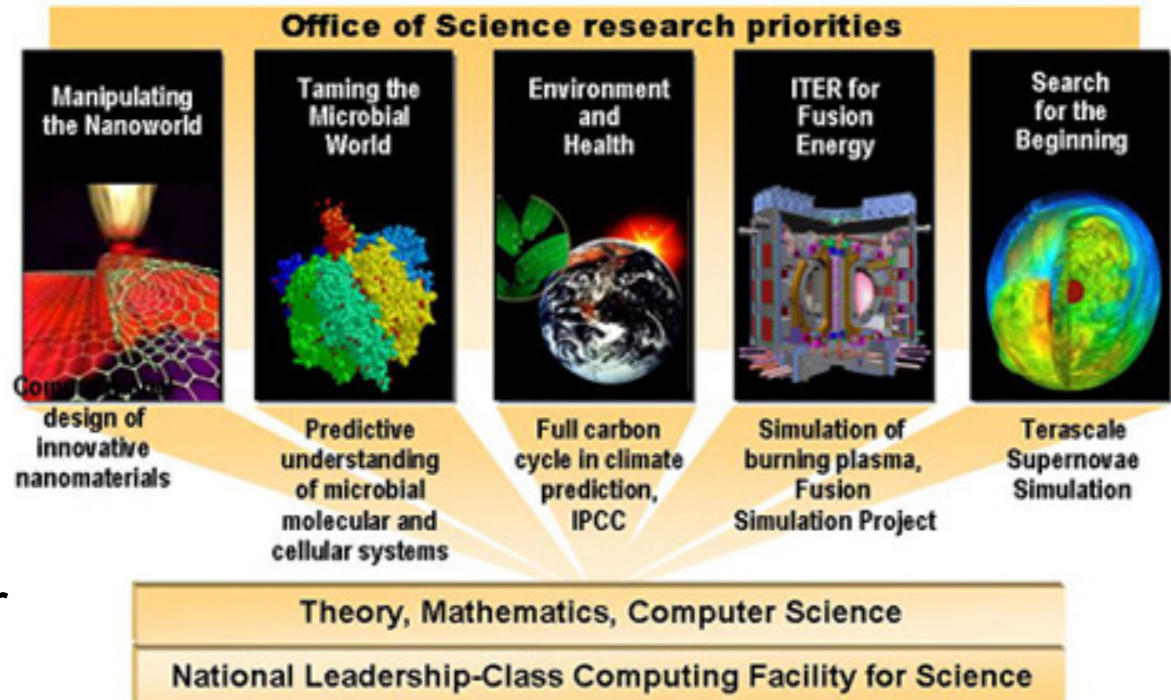 Office of Science research priorities
Manipulating
the Nanoworld
Taming the
Microbial
World
Environment
and
Health
ITER for
Fusion
Energy
Search
for the
Beginning
design of
innovative
nanomaterials
Predictive
understanding
of microbial
molecular and
cellular systems
Full carbon
cycle in climate
prediction,
IPCC
Simulation of
burning plasma,
Fusion
Simulation Project
Terascale
Supernovae
Simulation
Theory, Mathematics, Computer Science
National Leadership-Class Computing Facility for Science